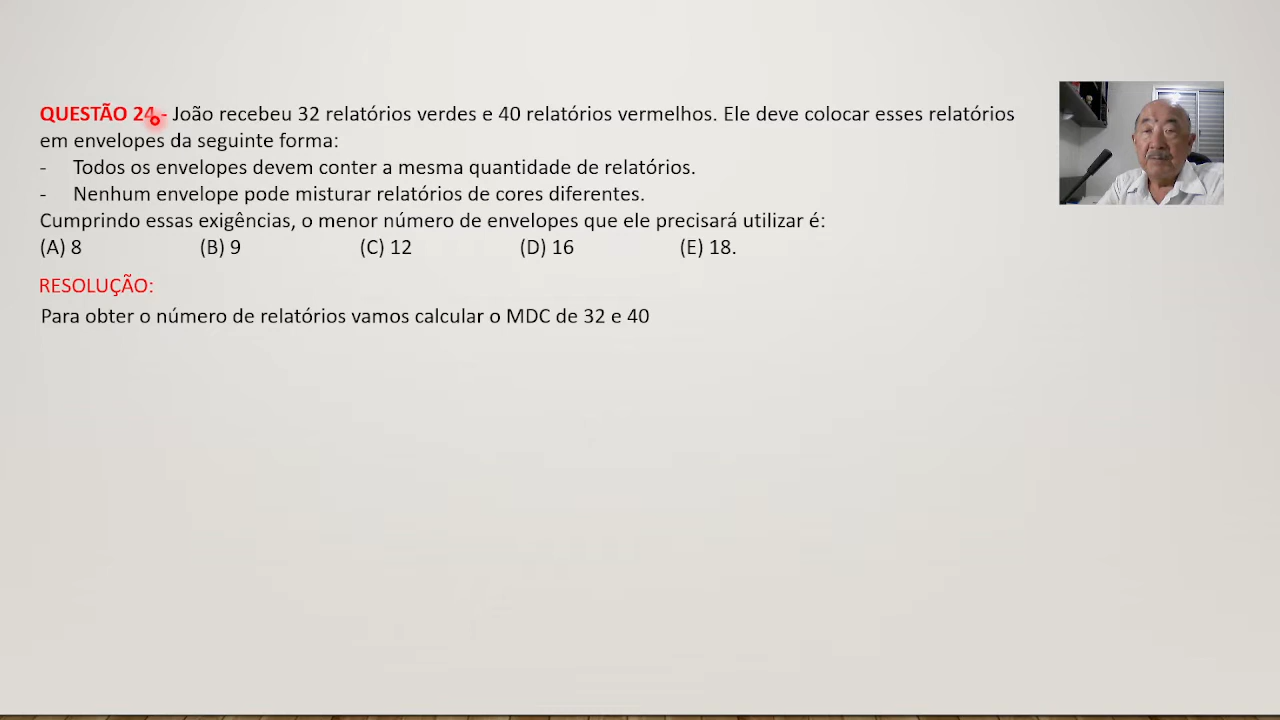 QUESTÃO 24 - João recebeu 32 relatórios verdes e 40 relatórios vermelhos. Ele deve colocar esses relatórios
em envelopes da seguinte forma:
- Todos os envelopes devem conter a mesma quantidade de relatórios.
- Nenhum envelope pode misturar relatórios de cores diferentes.
Cumprindo essas exigências, o menor número de envelopes que ele precisará utilizar é:
(A) 8 (B) 9 (C) 12 (D) 16 (E) 18.
RESOLUÇÃO:
Para obter o número de relatórios vamos calcular o MDC de 32 e 40